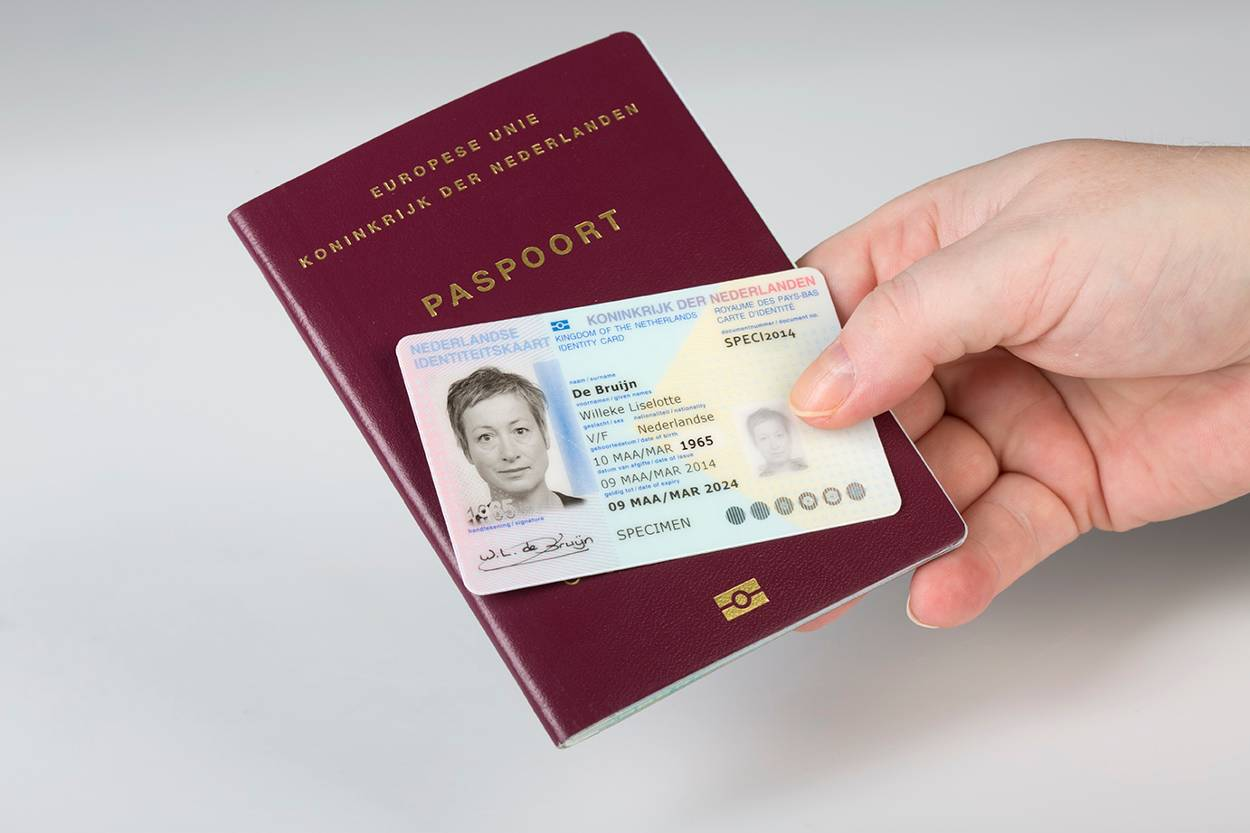 EUROPESE UNIE
KONINKRIJK DER NEDERLANDEN
PASPOORT
NEDERLANDSE
IDENTITEITSKAART
KONINKRIJK DER NEDERLANDEN
KINGDOM OF THE NETHERLANDS
IDENTITY CARD
ROYAUME DES PAYS-BAS
CARTE D'IDENTITÉ
documentnummer / document no.
SPECI2014
naam / surname
De Bruijn
voornamen / given names
Willeke Liselotte
geslacht / sex nationaliteit / nationality
V/F Nederlandse
geboortedatum / date of birth
10 MAA/MAR 1965
datum van afgifte / date of issue
09 MAA/MAR 2014
geldig tot / date of expiry
09 MAA/MAR 2024
SPECIMEN
1965
handtekening / signature
W.L. de Bruijn